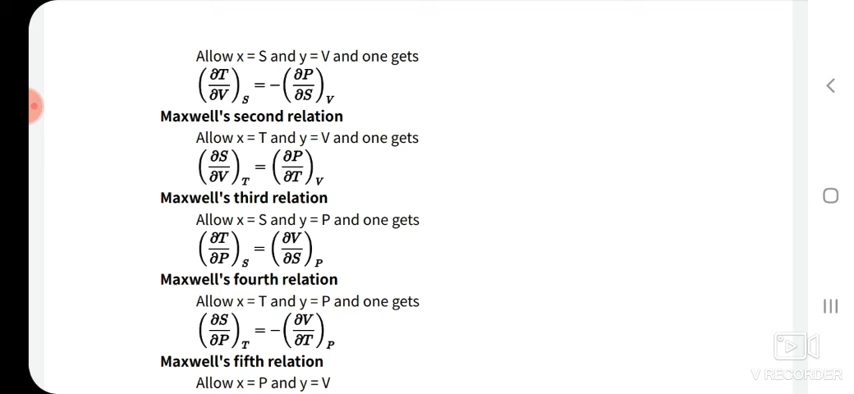 Allow x = S and y = V and one gets
(∂T/∂V)_S = −(∂P/∂S)_V
Maxwell's second relation
Allow x = T and y = V and one gets
(∂S/∂V)_T = (∂P/∂T)_V
Maxwell's third relation
Allow x = S and y = P and one gets
(∂T/∂P)_S = (∂V/∂S)_P
Maxwell's fourth relation
Allow x = T and y = P and one gets
(∂S/∂P)_T = −(∂V/∂T)_P
Maxwell's fifth relation
Allow x = P and y = V
V RECORDER